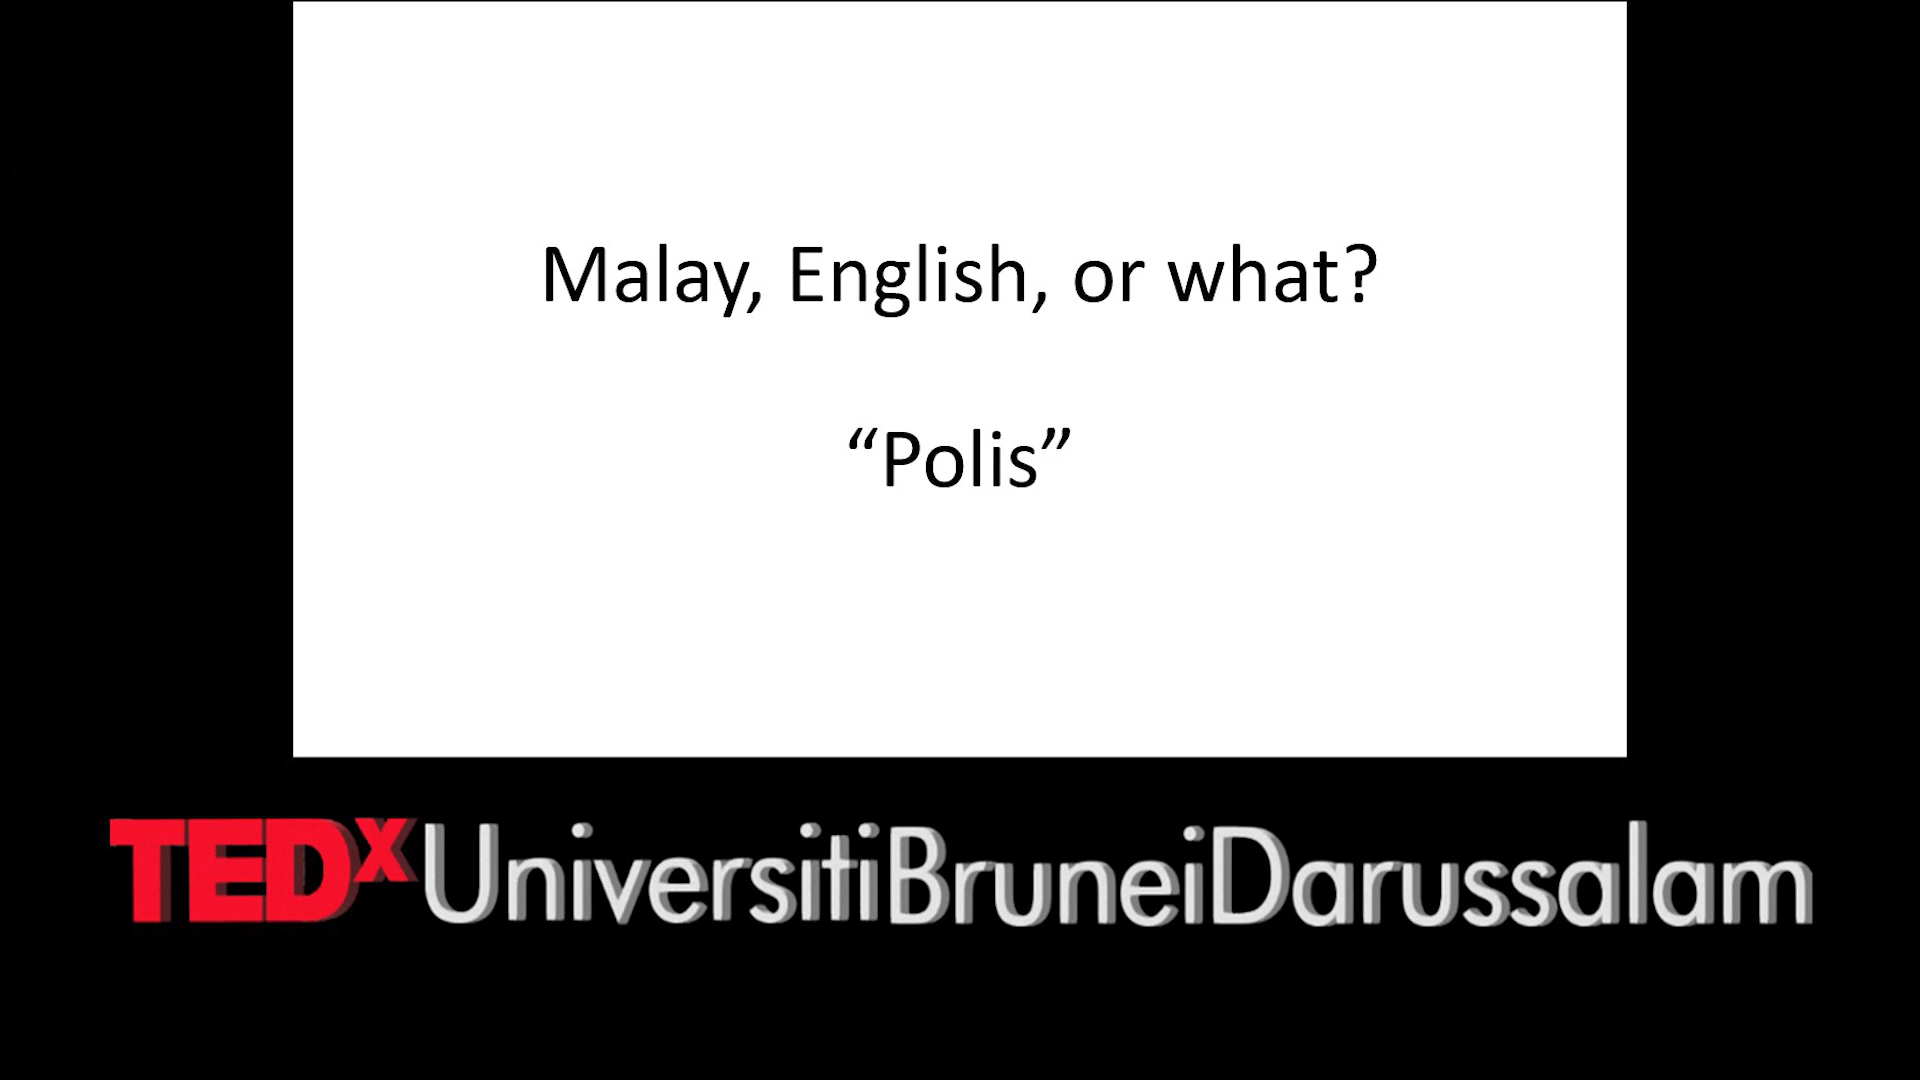 Malay, English, or what?
“Polis”
TEDxUniversitiBruneiDarussalam